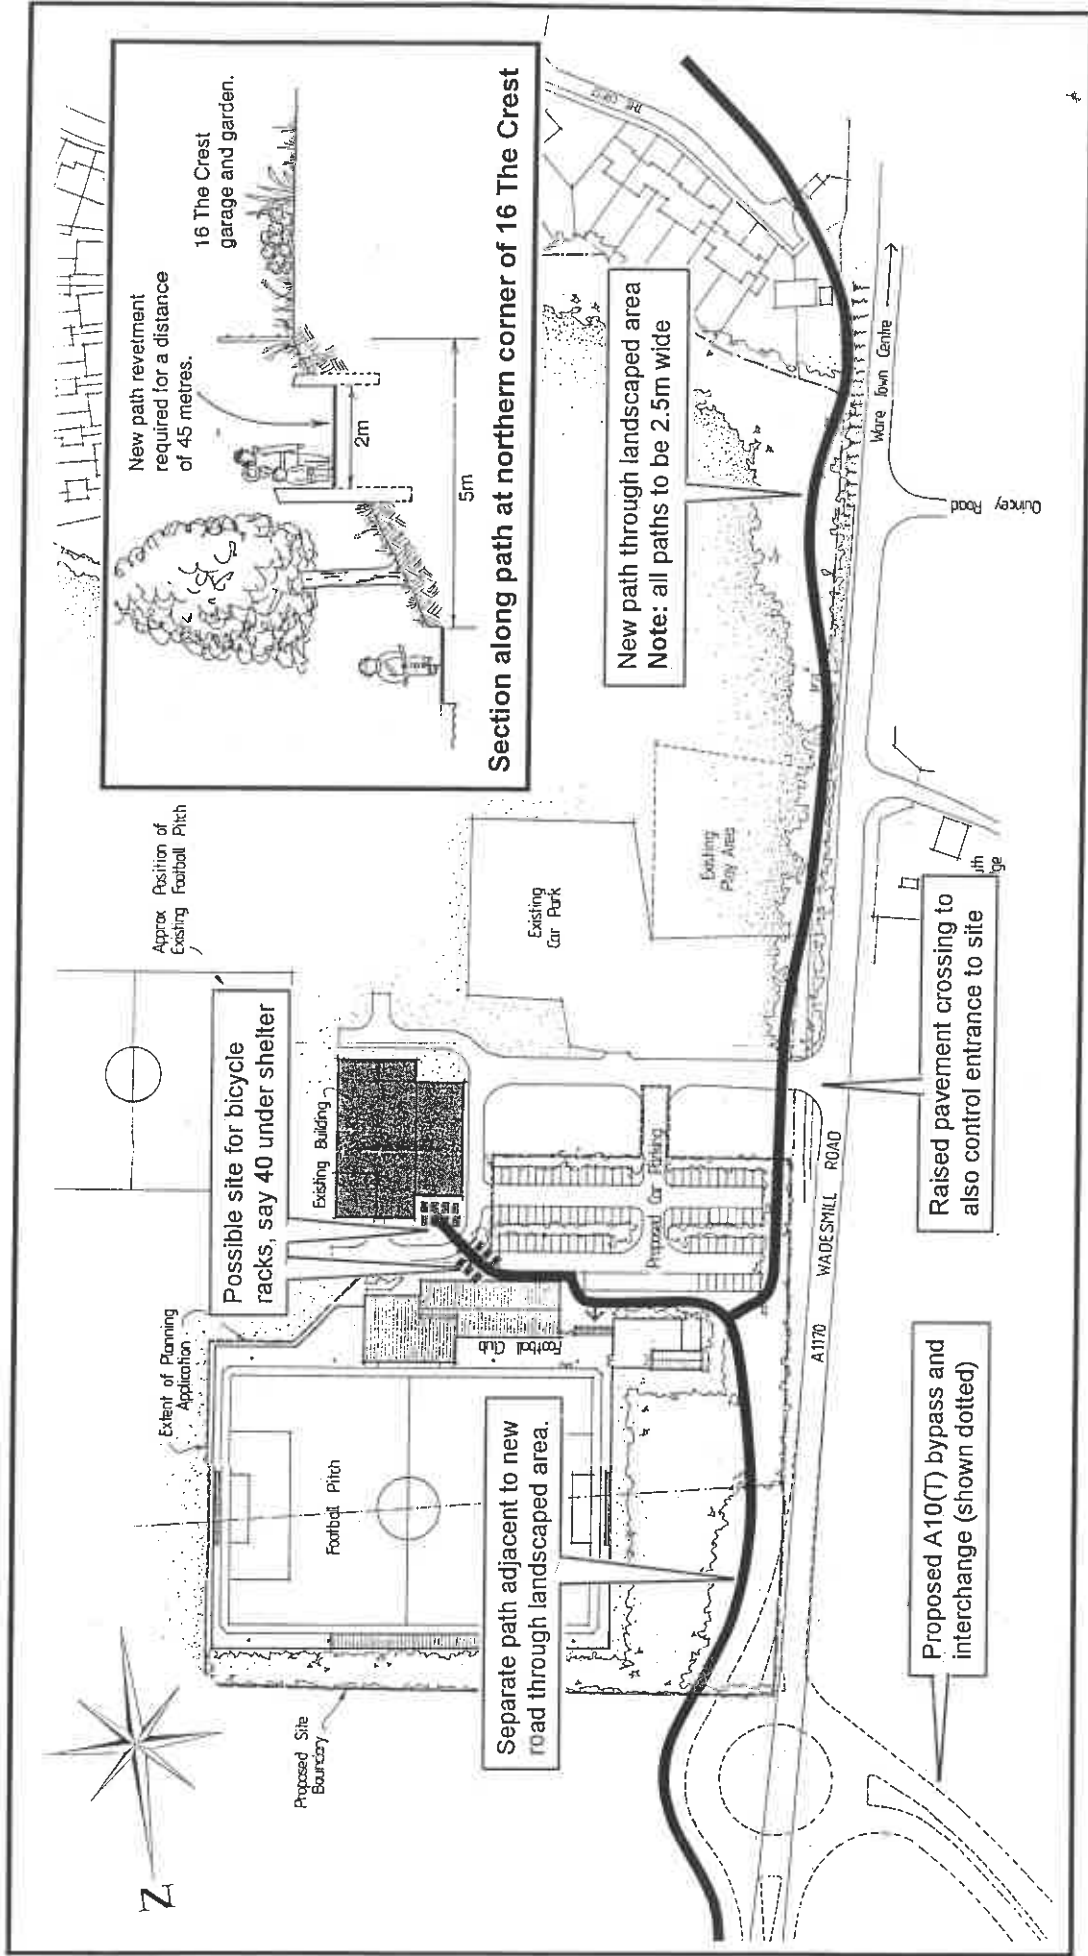 New path revetment
required for a distance
of 45 metres.
16 The Crest
garage and garden.
2m
5m
Section along path at northern corner of 16 The Crest
THE CREST
Approx Position of
Existing Football Pitch
Possible site for bicycle
racks, say 40 under shelter
Existing Building
Extent of Planning
Application
Football Pitch
Football Club
Proposed Car Parking
Existing
Car Park
Existing
Play Area
New path through landscaped area
Note: all paths to be 2.5m wide
Separate path adjacent to new
road through landscaped area.
Proposed Site
Boundary
N
A1170 WADESMILL ROAD
Ware Town Centre
Quincey Road
uth
ge
Raised pavement crossing to
also control entrance to site
Proposed A10(T) bypass and
interchange (shown dotted)